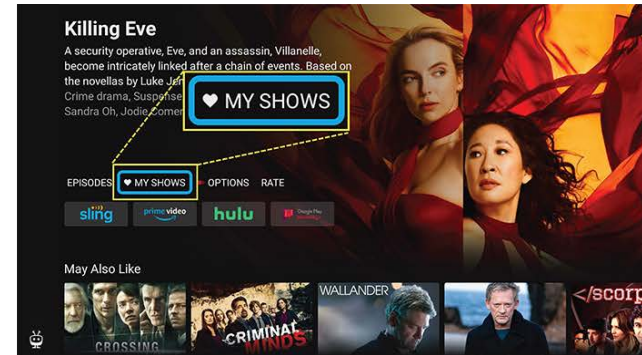 Killing Eve
A security operative, Eve, and an assassin, Villanelle,
become intricately linked after a chain of events. Based on
the novellas by Luke
Crime drama, Suspense
Sandra Oh, Jodie Comer
♥ MY SHOWS
EPISODES ♥ MY SHOWS OPTIONS RATE
sling prime video hulu Google Play
May Also Like
CROSSING
CRIMINAL
MINDS
WALLANDER
</scorp